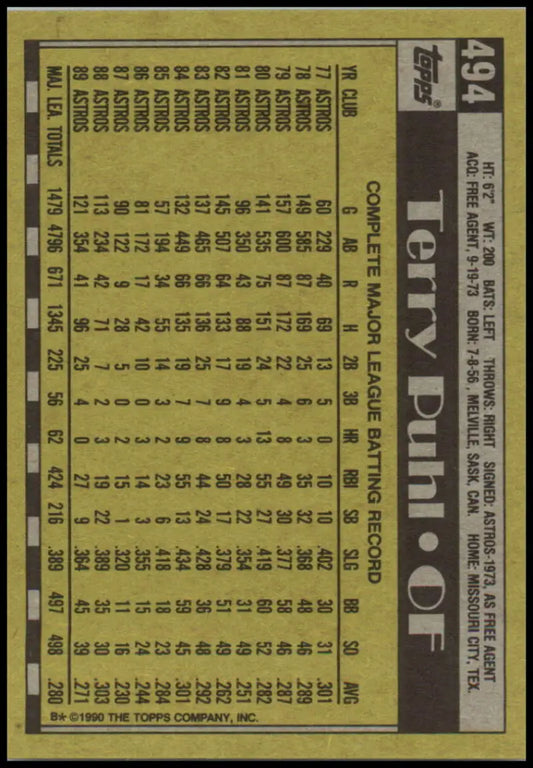 494
topps®
HT: 6'2" WT: 200 BATS: LEFT THROWS: RIGHT SIGNED: ASTROS-1973, AS FREE AGENT
ACQ: FREE AGENT, 9-19-73 BORN: 7-8-56, MELVILLE, SASK. CAN. HOME: MISSOURI CITY, TEX.
Terry Puhl • OF
COMPLETE MAJOR LEAGUE BATTING RECORD
YR CLUB G AB R H 2B 3B HR RBI SB SLG BB SO AVG
77 ASTROS 60 229 40 69 13 5 0 10 10 .402 30 31 .301
78 ASTROS 149 585 87 169 25 6 3 35 32 .368 48 46 .289
79 ASTROS 157 600 87 172 22 4 8 49 30 .377 58 46 .287
80 ASTROS 141 535 75 151 24 5 13 55 27 .419 60 52 .282
81 ASTROS 96 350 43 88 19 4 3 28 22 .354 31 49 .251
82 ASTROS 145 507 64 133 17 9 8 50 17 .379 51 49 .262
83 ASTROS 137 465 66 136 25 7 8 44 24 .428 36 48 .292
84 ASTROS 132 449 66 135 19 7 9 55 13 .434 59 45 .301
85 ASTROS 57 194 34 55 14 3 2 23 6 .418 18 23 .284
86 ASTROS 81 172 17 42 10 0 3 14 3 .355 15 24 .244
87 ASTROS 90 122 9 28 5 0 2 15 1 .320 11 16 .230
88 ASTROS 113 234 42 71 7 2 3 19 22 .389 35 30 .303
89 ASTROS 121 354 41 96 25 4 0 27 9 .364 45 39 .271
MAJ. LEA. TOTALS 1479 4796 671 1345 225 56 62 424 216 .389 497 498 .280
B* ©1990 THE TOPPS COMPANY, INC.